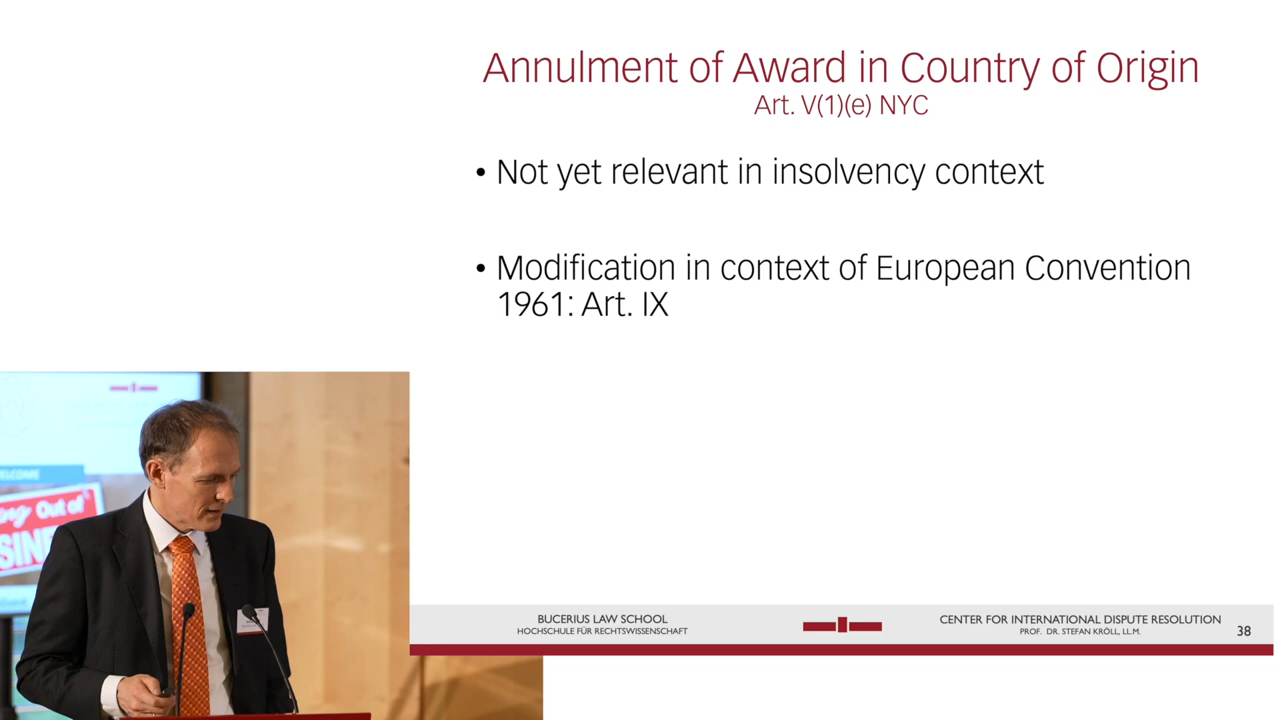 Annulment of Award in Country of Origin
Art. V(1)(e) NYC
• Not yet relevant in insolvency context
• Modification in context of European Convention
1961: Art. IX
Out of
BUCERIUS LAW SCHOOL
HOCHSCHULE FÜR RECHTSWISSENSCHAFT
CENTER FOR INTERNATIONAL DISPUTE RESOLUTION
PROF. DR. STEFAN KRÖLL, LL.M.
38